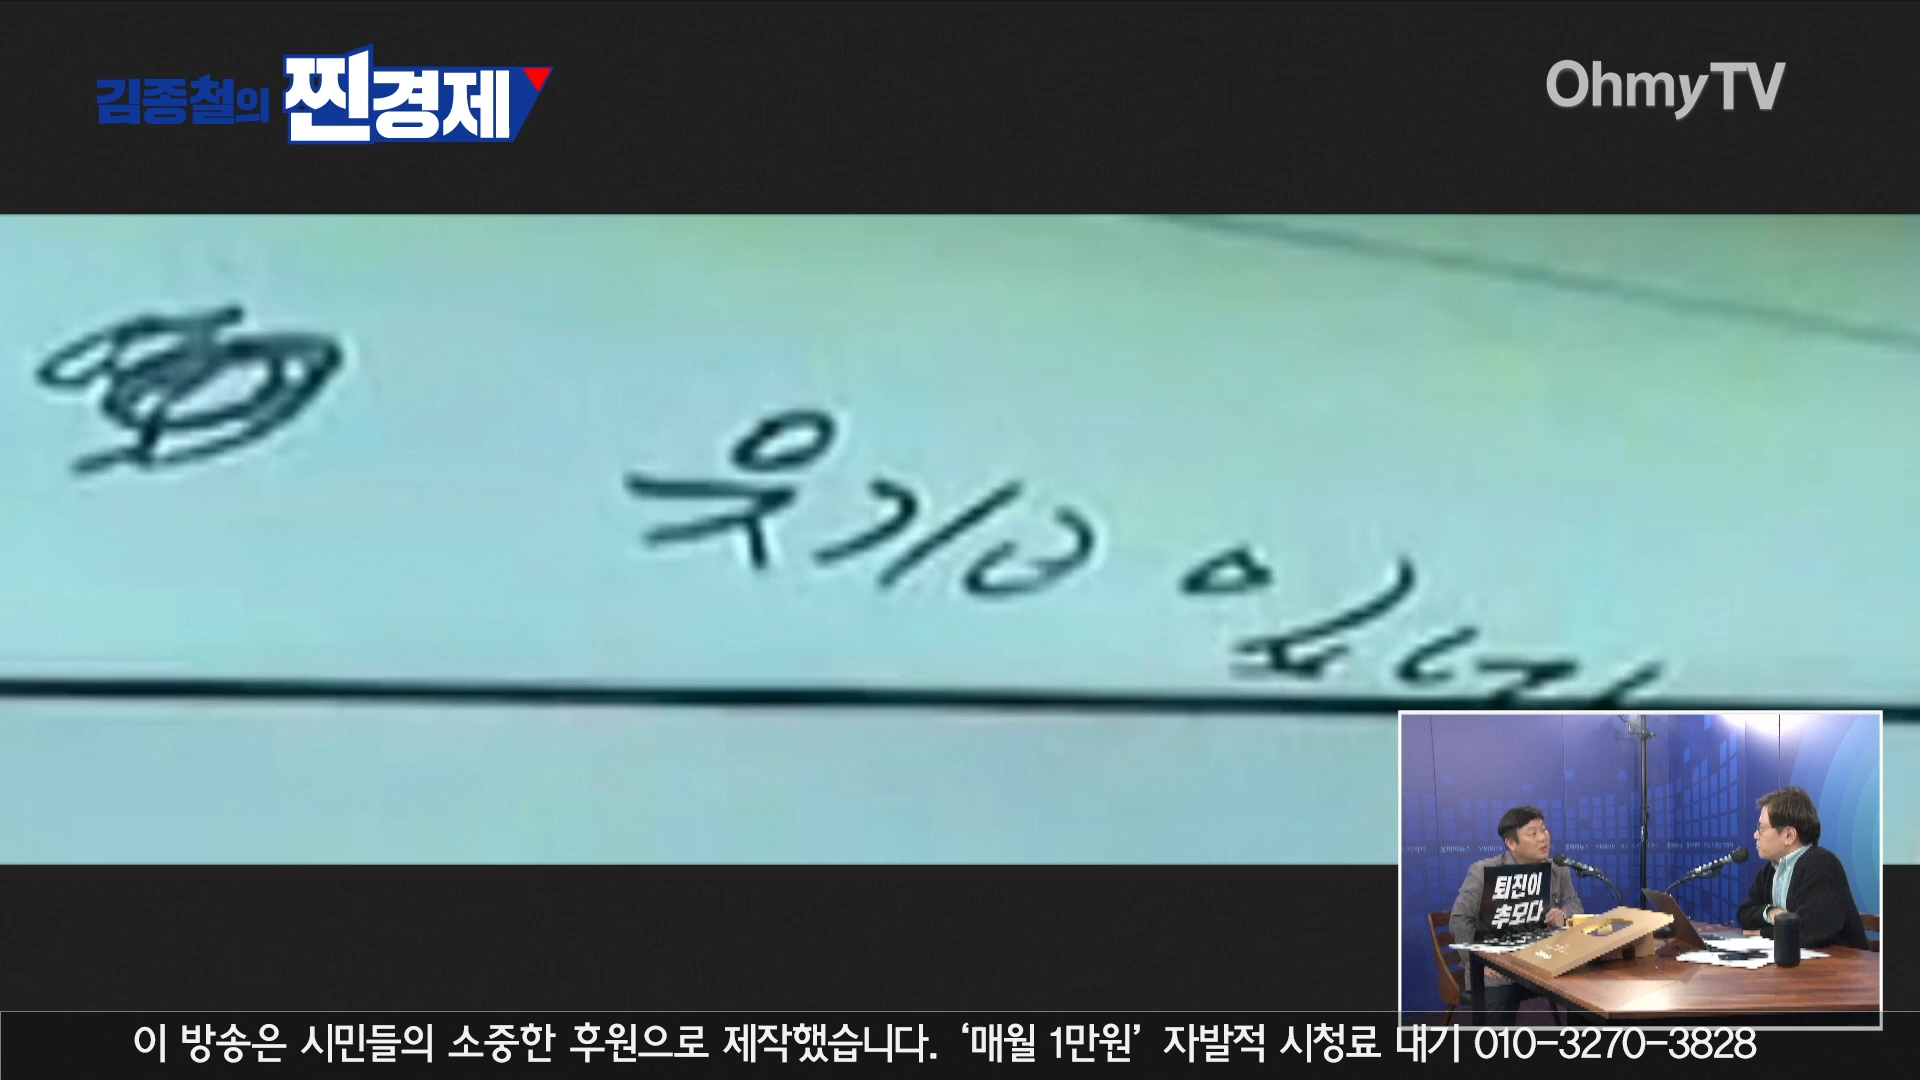 김종철의 찐경제
OhmyTV
웃기고 있네
퇴진이
추모다
이 방송은 시민들의 소중한 후원으로 제작했습니다. ‘매월 1만원’ 자발적 시청료 내기 010-3270-3828